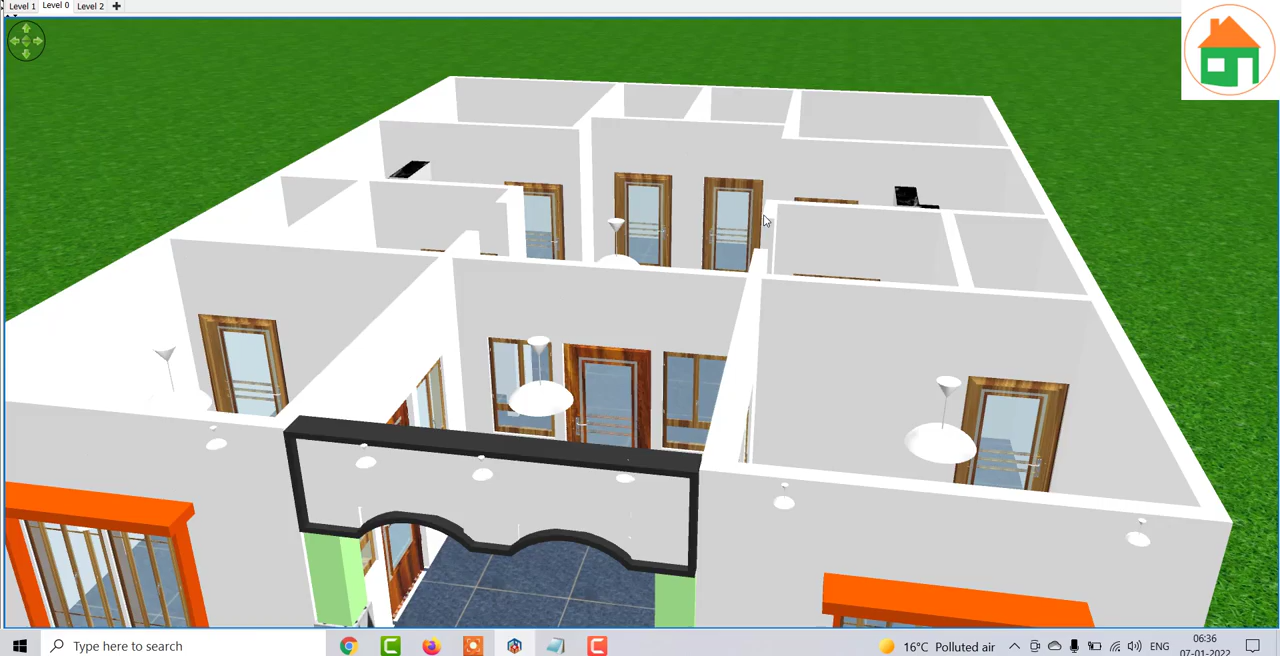 Level 1 Level 0 Level 2
Type here to search
16°C Polluted air
ENG
06:36
07-01-2022